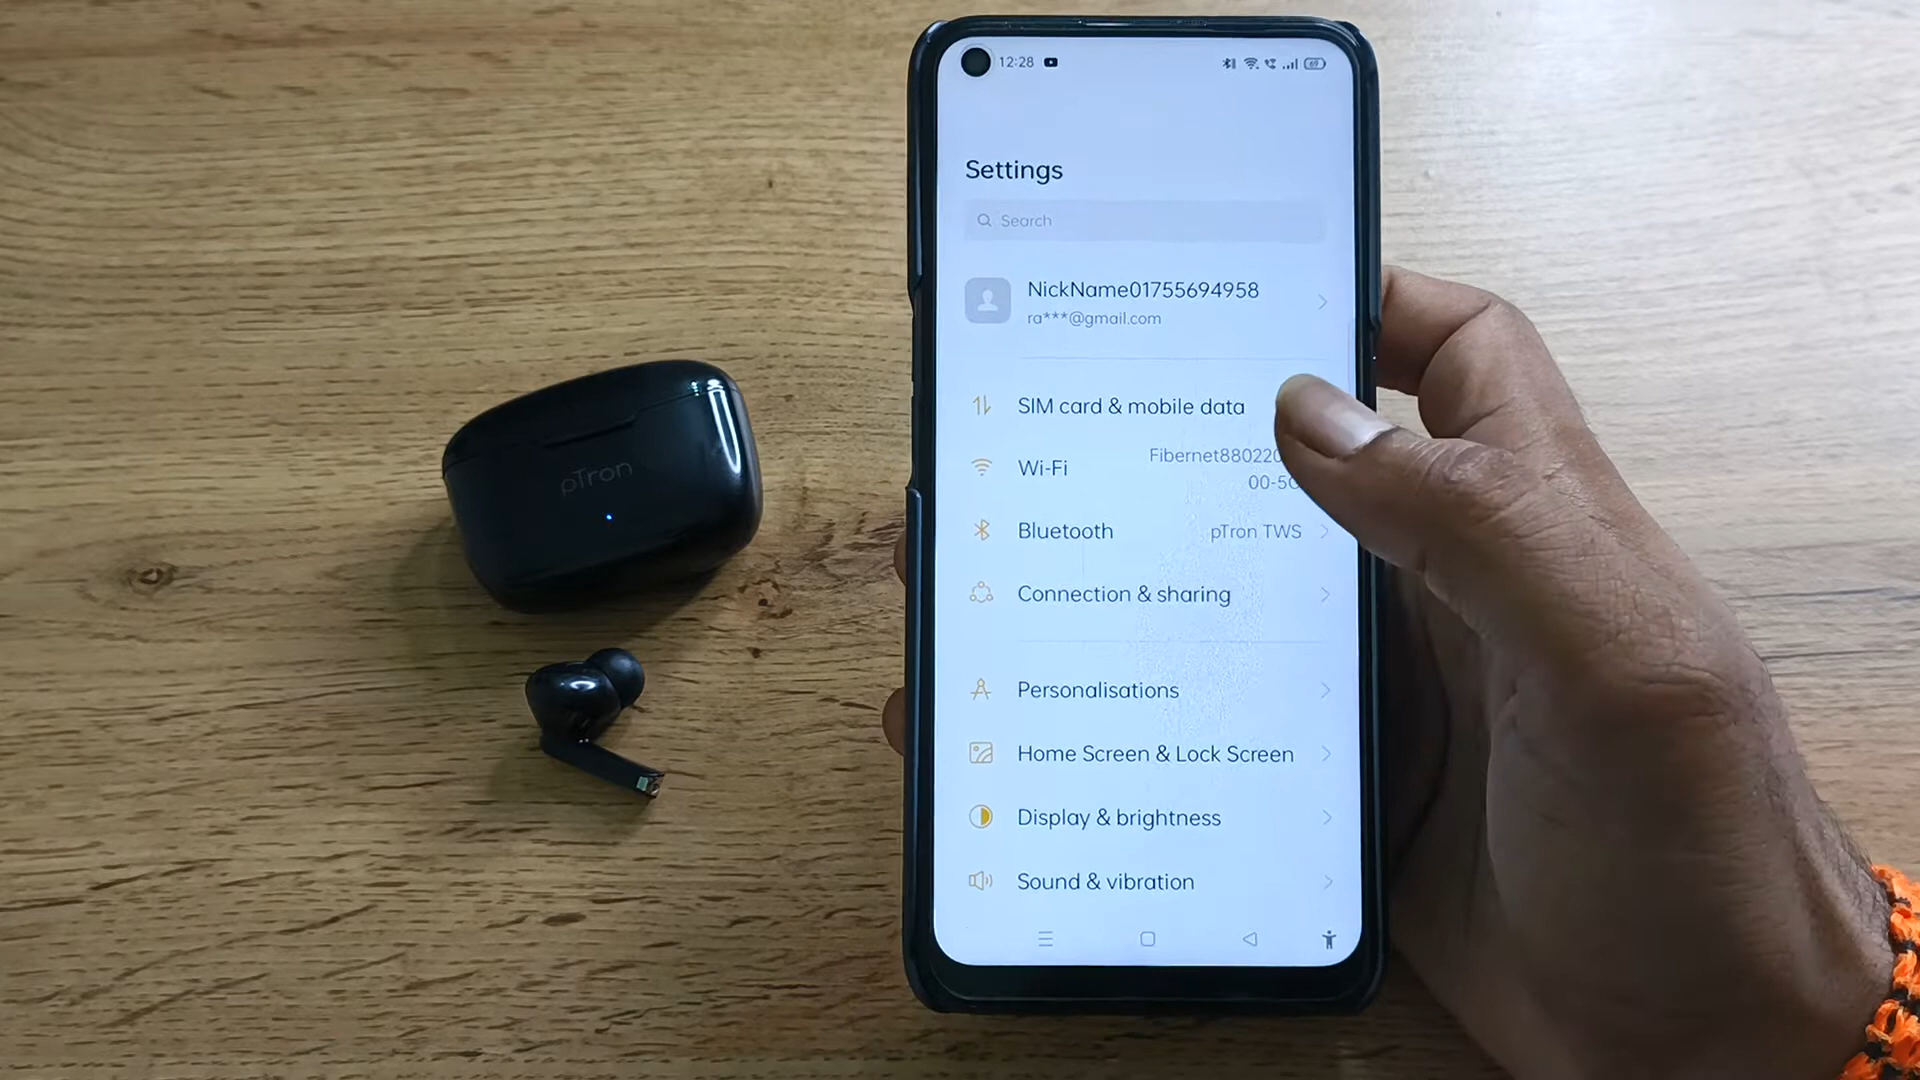 12:28
69
Settings
Search
NickName01755694958
ra***@gmail.com
SIM card & mobile data
Wi-Fi
Bluetooth
pTron TWS
Connection & sharing
Personalisations
Home Screen & Lock Screen
Display & brightness
Sound & vibration
pTron